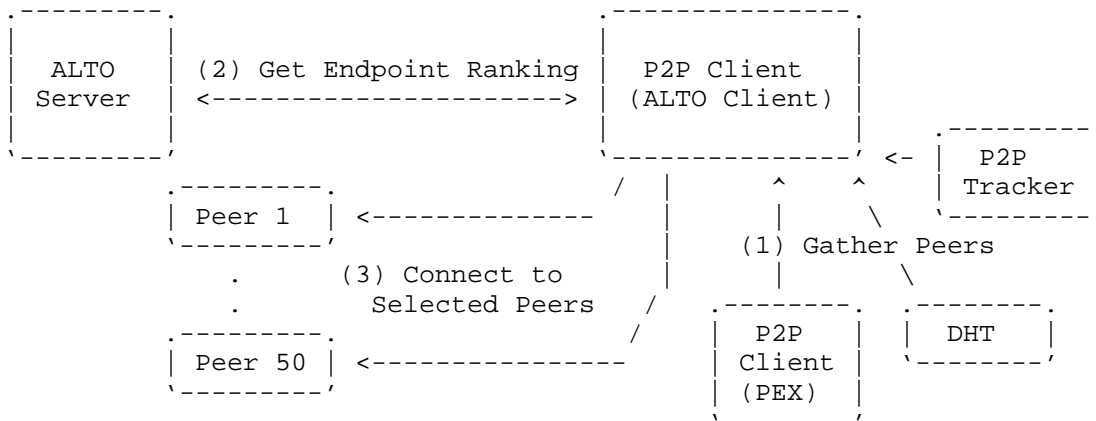 ALTO (2) Get Endpoint Ranking P2P Client
Server <----------------------> (ALTO Client)
<- P2P
Tracker
Peer 1 <--------------
(1) Gather Peers
(3) Connect to
Selected Peers
P2P DHT
Peer 50 <---------------- Client
(PEX)